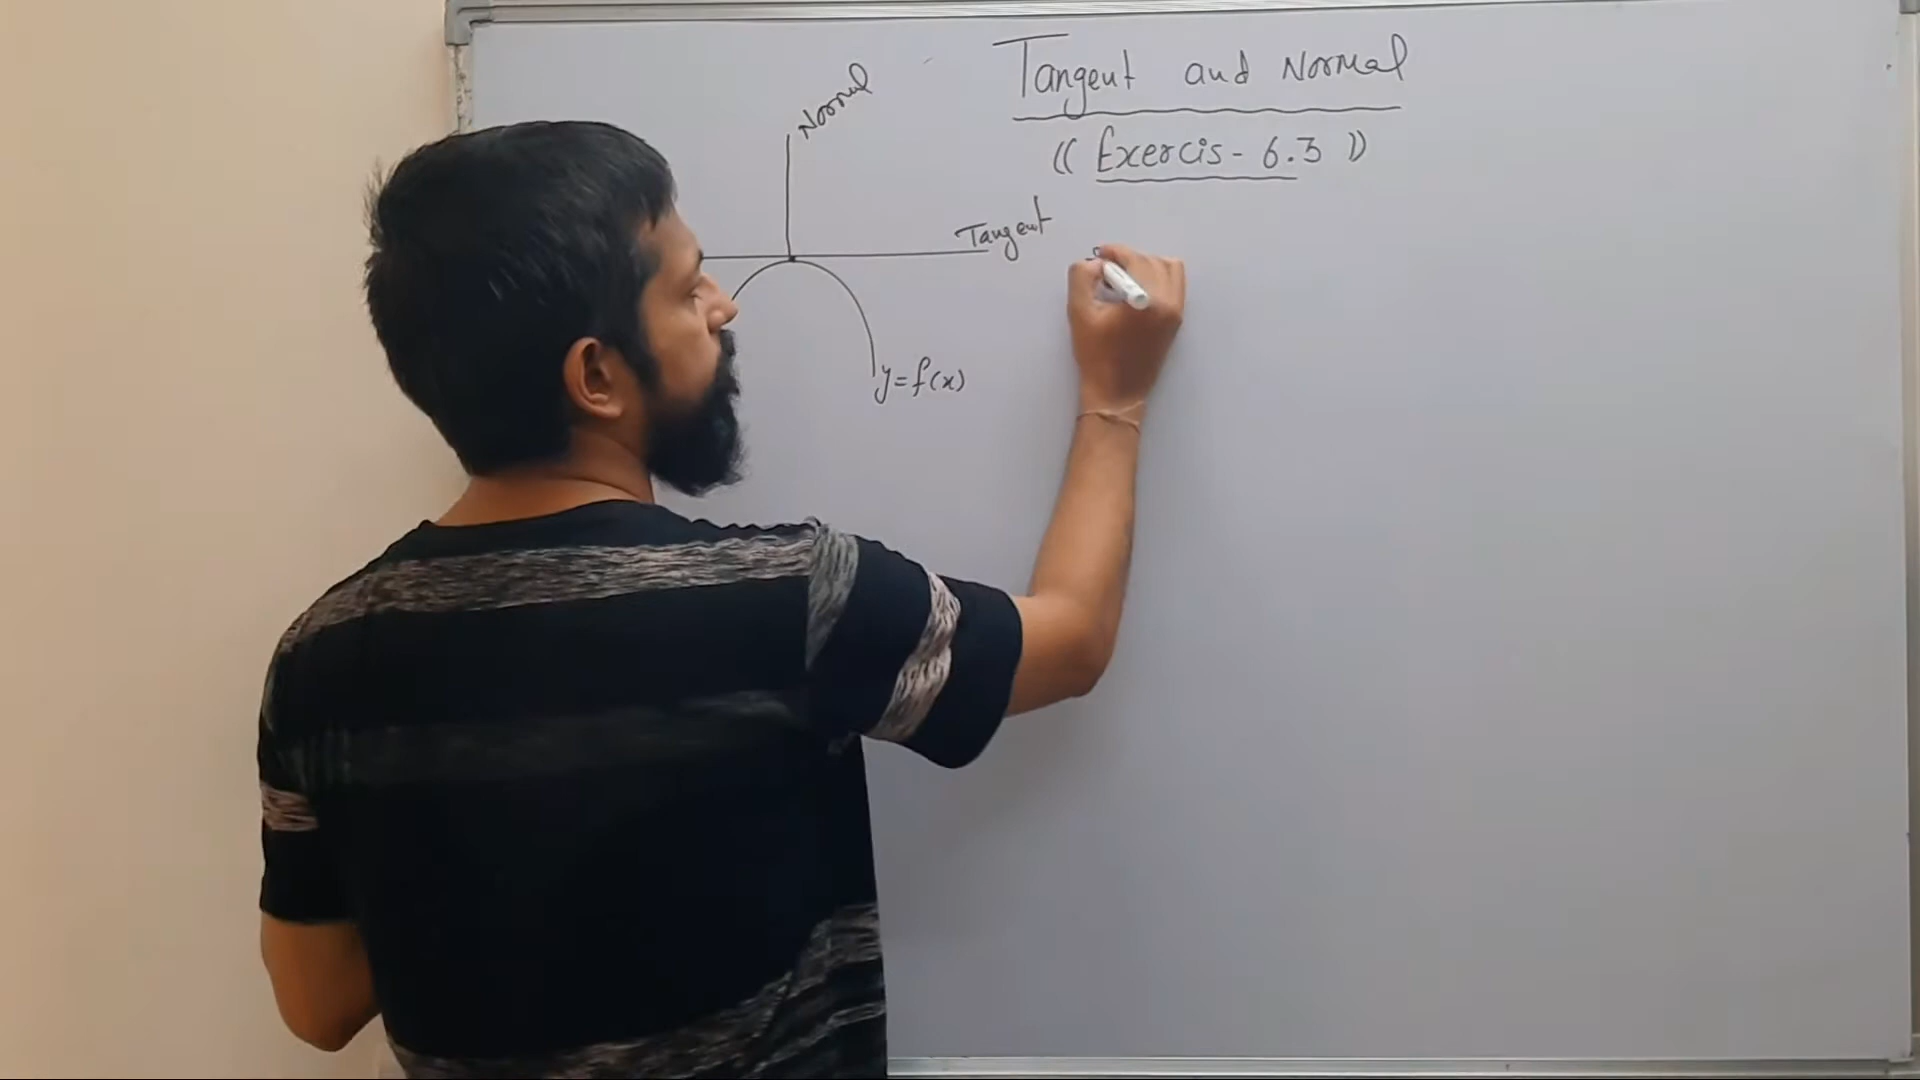 Tangent and Normal
(( Exercis - 6.3 ))
Normal
Tangent
y=f(x)